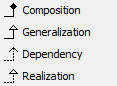 Composition
Generalization
Dependency
Realization